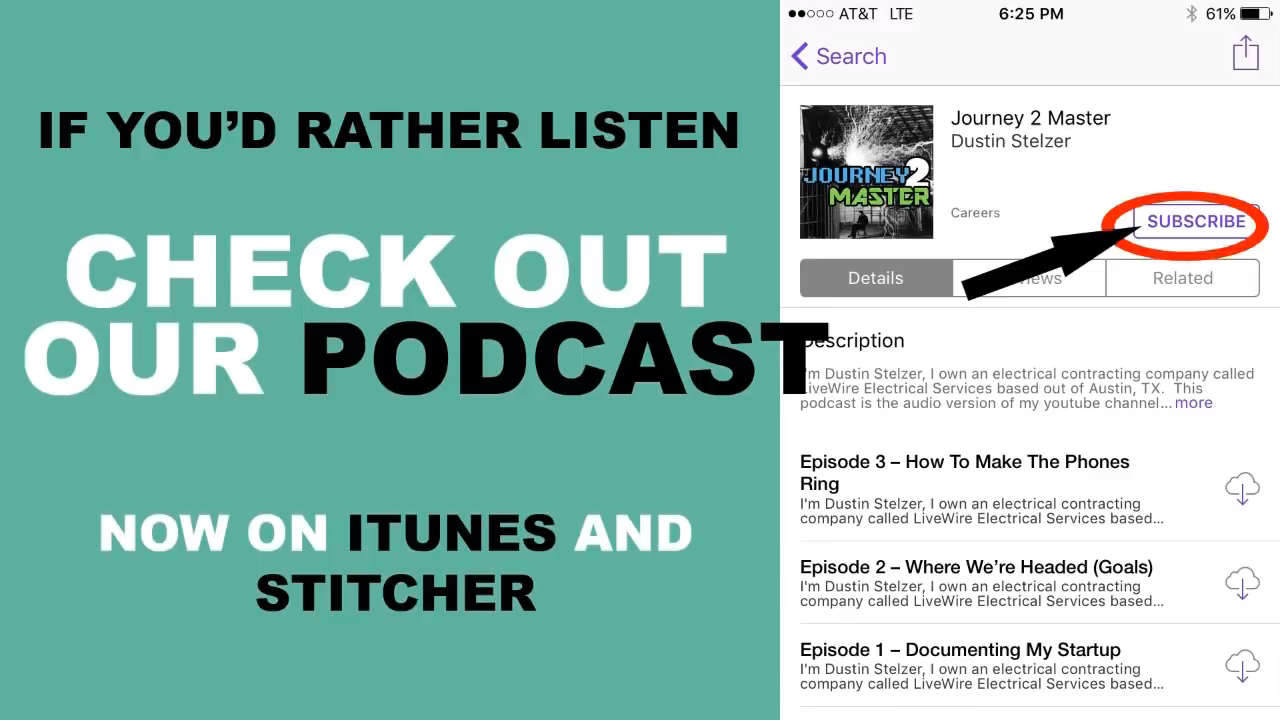 IF YOU'D RATHER LISTEN
CHECK OUT
OUR PODCAST
NOW ON ITUNES AND
STITCHER
AT&T LTE
6:25 PM
61%
Search
JOURNEY 2
MASTER
Journey 2 Master
Dustin Stelzer
Careers
SUBSCRIBE
Details
Related
Description
I'm Dustin Stelzer, I own an electrical contracting company called
LiveWire Electrical Services based out of Austin, TX. This
podcast is the audio version of my youtube channel... more
Episode 3 – How To Make The Phones
Ring
I'm Dustin Stelzer, I own an electrical contracting
company called LiveWire Electrical Services based...
Episode 2 – Where We're Headed (Goals)
I'm Dustin Stelzer, I own an electrical contracting
company called LiveWire Electrical Services based...
Episode 1 – Documenting My Startup
I'm Dustin Stelzer, I own an electrical contracting
company called LiveWire Electrical Services based...